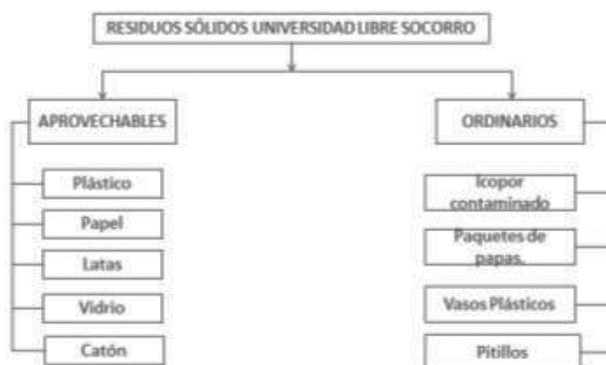 RESIDUOS SÓLIDOS UNIVERSIDAD LIBRE SOCORRO
APROVECHABLES
Plástico
Papel
Latas
Vidrio
Catón
ORDINARIOS
Icopor
contaminado
Paquetes de
papas.
Vasos Plásticos
Pitillos